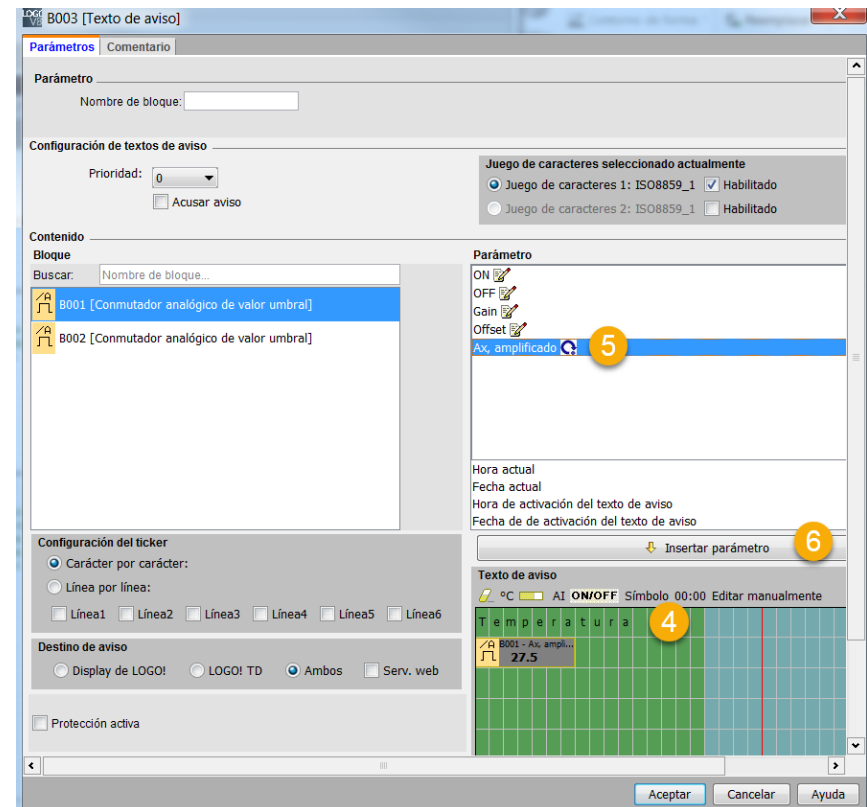 LOGO! V8 B003 [Texto de aviso]
Parámetros Comentario
Parámetro
Nombre de bloque:
Configuración de textos de aviso
Prioridad: 0
Acusar aviso
Juego de caracteres seleccionado actualmente
Juego de caracteres 1: ISO8859_1 Habilitado
Juego de caracteres 2: ISO8859_1 Habilitado
Contenido
Bloque
Buscar: Nombre de bloque...
B001 [Conmutador analógico de valor umbral]
B002 [Conmutador analógico de valor umbral]
Parámetro
ON
OFF
Gain
Offset
Ax, amplificado 5
Hora actual
Fecha actual
Hora de activación del texto de aviso
Fecha de de activación del texto de aviso
Insertar parámetro 6
Configuración del ticker
Carácter por carácter:
Línea por línea:
Línea1 Línea2 Línea3 Línea4 Línea5 Línea6
Destino de aviso
Display de LOGO! LOGO! TD Ambos Serv. web
Protección activa
Texto de aviso
ºC AI ON/OFF Símbolo 00:00 Editar manualmente
Temperatura 4
B001 - Ax, ampli...
27.5
Aceptar Cancelar Ayuda